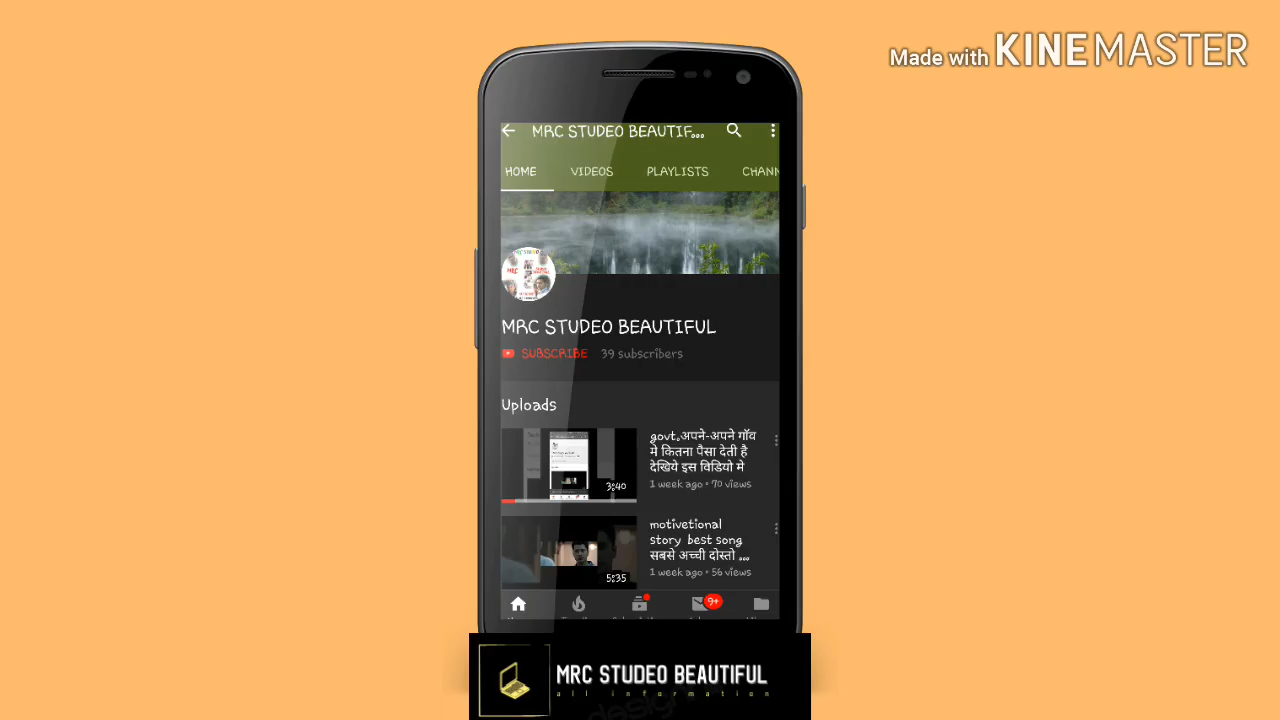 Made with KINEMASTER
MRC STUDEO BEAUTIF...
HOME VIDEOS PLAYLISTS CHANN
MRC STUDEO BEAUTIFUL
SUBSCRIBE 39 subscribers
Uploads
govt.अपने-अपने गॉव
मे कितना पैसा देती है
देखिये इस विडियो मे
1 week ago • 70 views
3:40
motivetional
story best song
सबसे अच्छी दोस्तो ...
1 week ago • 56 views
5:35
9+
MRC STUDEO BEAUTIFUL
all information
design